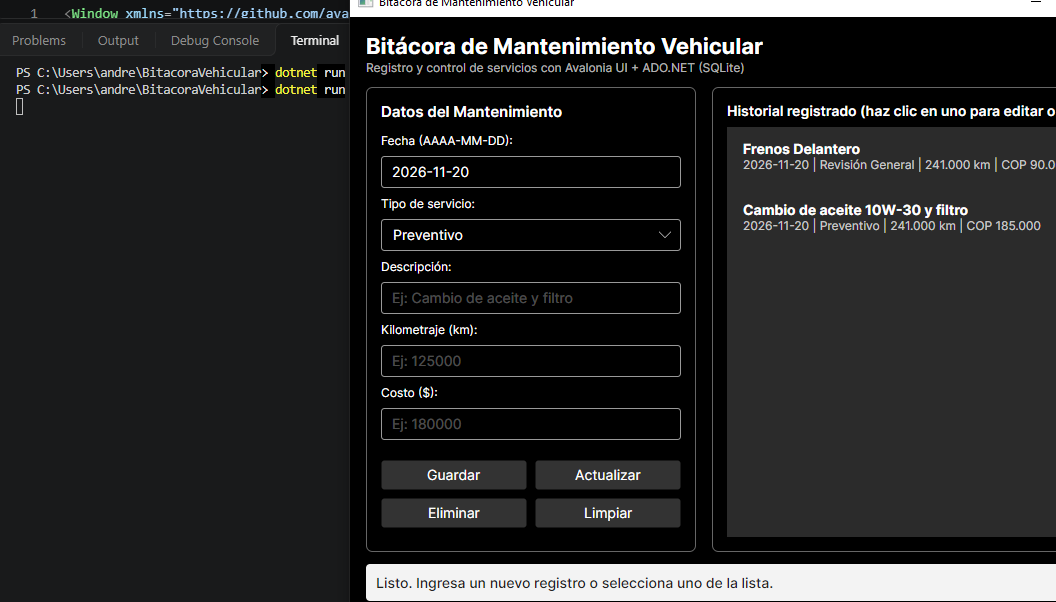 1 <Window xmlns="https://github.com/ava
Problems Output Debug Console Terminal
PS C:\Users\andre\BitacoraVehicular> dotnet run
PS C:\Users\andre\BitacoraVehicular> dotnet run
Bitácora de Mantenimiento Vehicular
Bitácora de Mantenimiento Vehicular
Registro y control de servicios con Avalonia UI + ADO.NET (SQLite)
Datos del Mantenimiento
Fecha (AAAA-MM-DD):
2026-11-20
Tipo de servicio:
Preventivo
Descripción:
Ej: Cambio de aceite y filtro
Kilometraje (km):
Ej: 125000
Costo ($):
Ej: 180000
Guardar Actualizar
Eliminar Limpiar
Historial registrado (haz clic en uno para editar o
Frenos Delantero
2026-11-20 | Revisión General | 241.000 km | COP 90.0
Cambio de aceite 10W-30 y filtro
2026-11-20 | Preventivo | 241.000 km | COP 185.000
Listo. Ingresa un nuevo registro o selecciona uno de la lista.